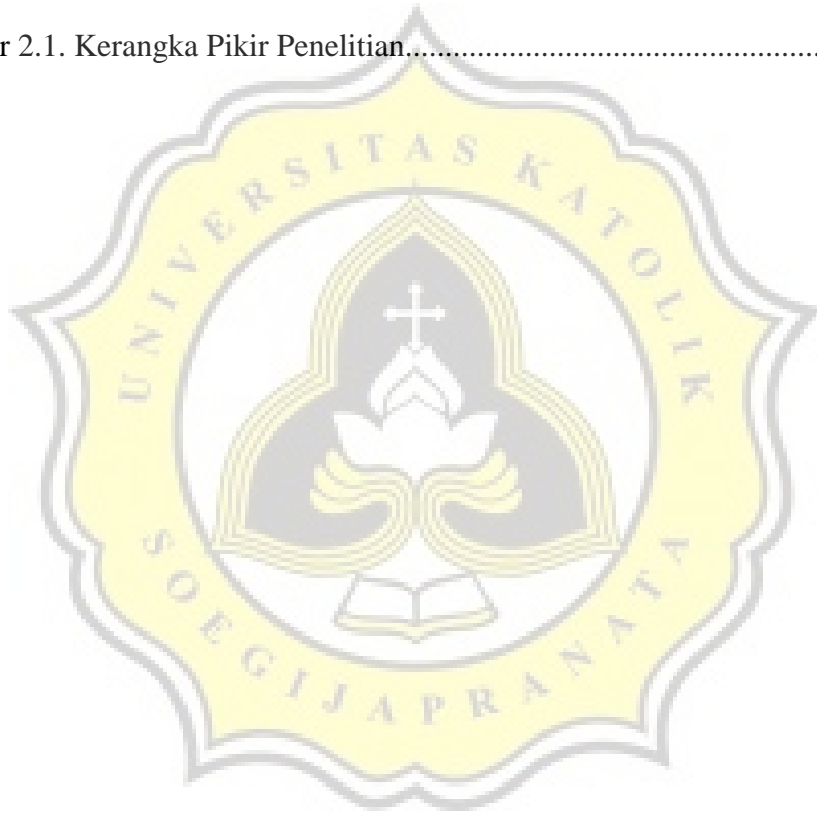 r 2.1. Kerangka Pikir Penelitian......................................................
UNIVERSITAS KATOLIK
SOEGIJAPRANATA